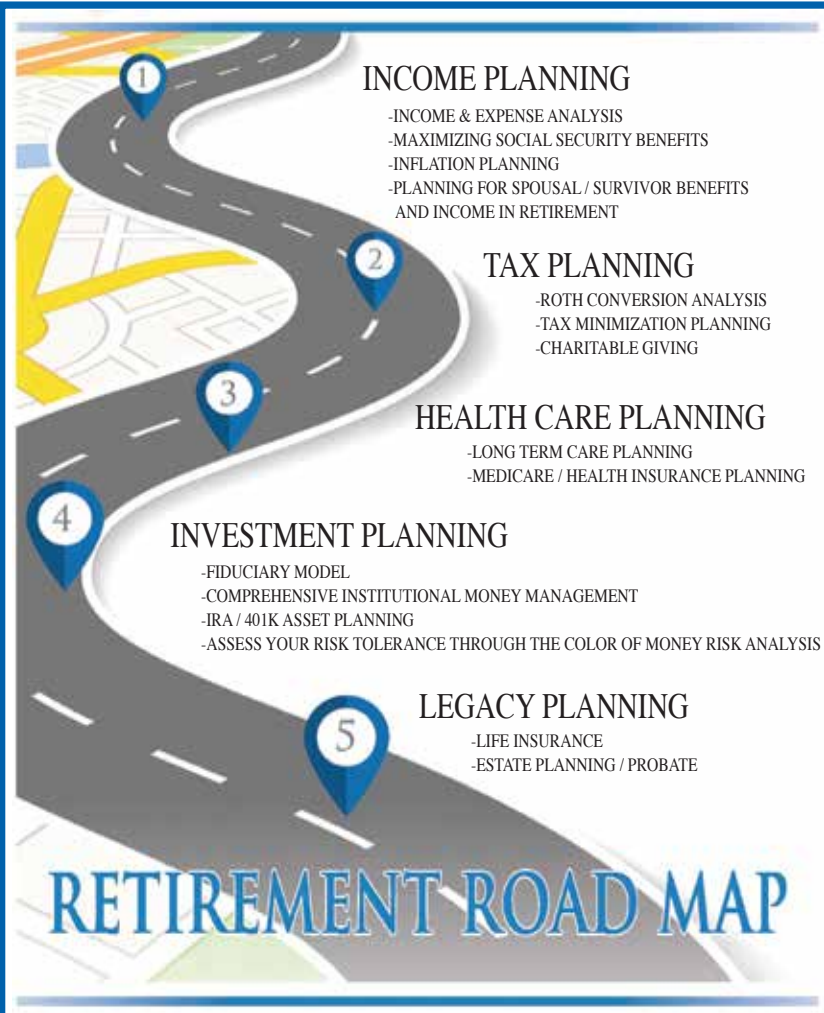 1
INCOME PLANNING
-INCOME & EXPENSE ANALYSIS
-MAXIMIZING SOCIAL SECURITY BENEFITS
-INFLATION PLANNING
-PLANNING FOR SPOUSAL / SURVIVOR BENEFITS
AND INCOME IN RETIREMENT
2
TAX PLANNING
-ROTH CONVERSION ANALYSIS
-TAX MINIMIZATION PLANNING
-CHARITABLE GIVING
3
HEALTH CARE PLANNING
-LONG TERM CARE PLANNING
-MEDICARE / HEALTH INSURANCE PLANNING
4
INVESTMENT PLANNING
-FIDUCIARY MODEL
-COMPREHENSIVE INSTITUTIONAL MONEY MANAGEMENT
-IRA / 401K ASSET PLANNING
-ASSESS YOUR RISK TOLERANCE THROUGH THE COLOR OF MONEY RISK ANALYSIS
5
LEGACY PLANNING
-LIFE INSURANCE
-ESTATE PLANNING / PROBATE
RETIREMENT ROAD MAP